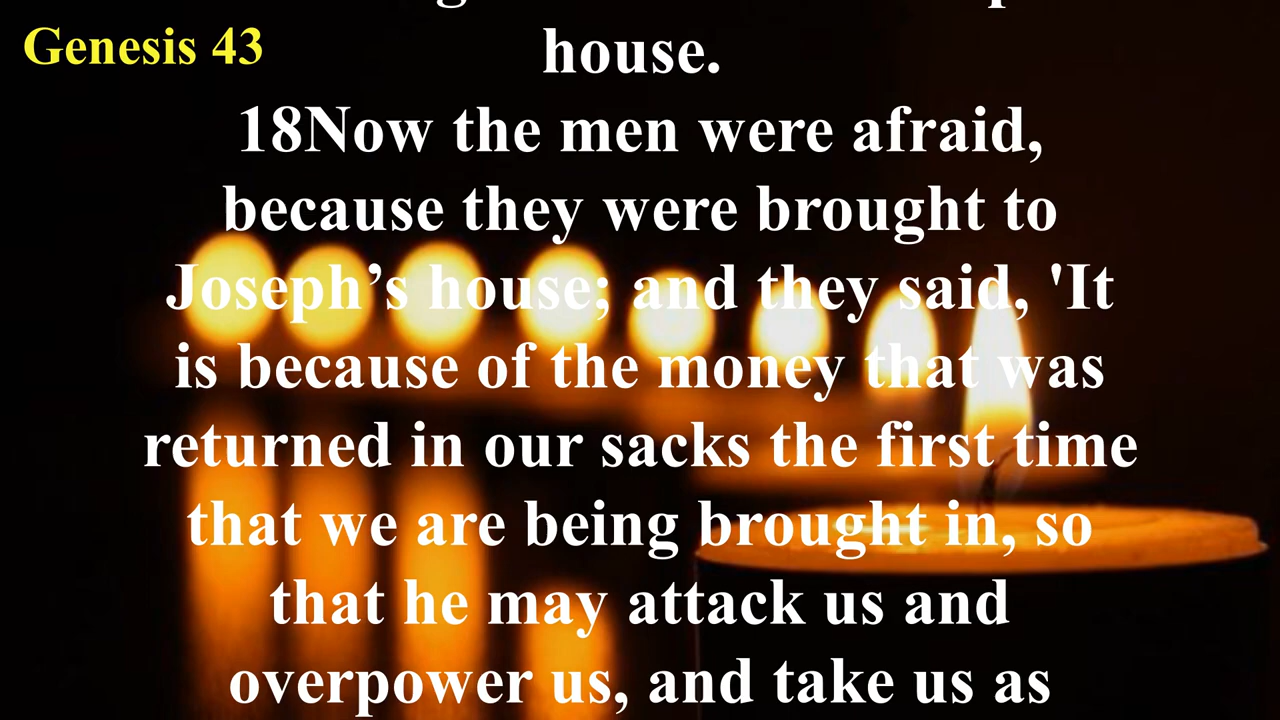 Genesis 43
house.
18Now the men were afraid,
because they were brought to
Joseph’s house; and they said, 'It
is because of the money that was
returned in our sacks the first time
that we are being brought in, so
that he may attack us and
overpower us, and take us as